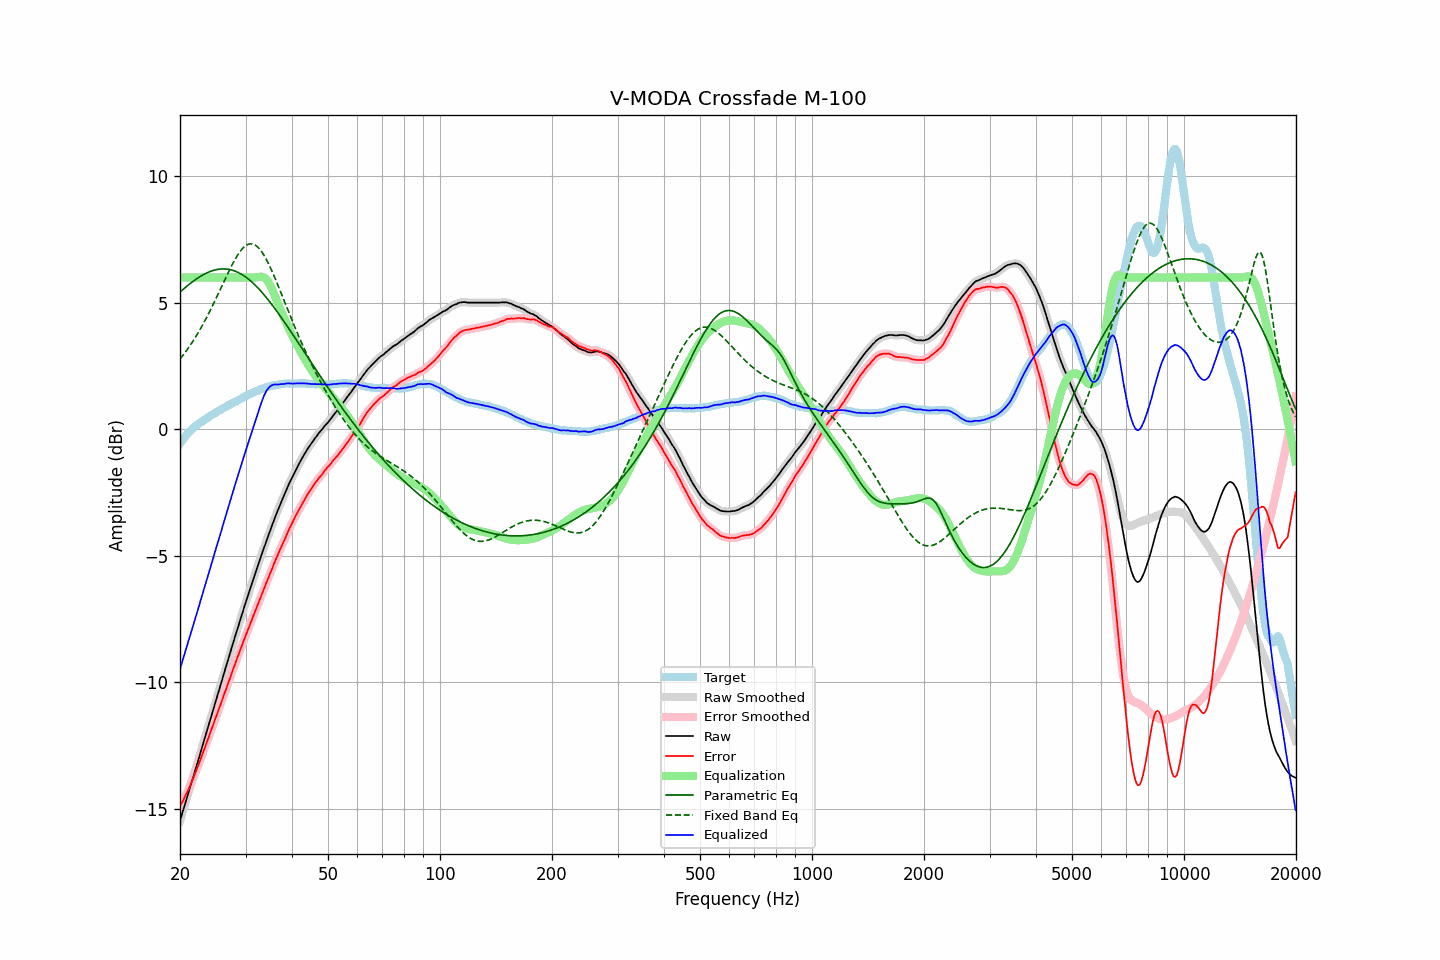 V-MODA Crossfade M-100
Amplitude (dBr)
10
5
0
−5
−10
−15
Target
Raw Smoothed
Error Smoothed
Raw
Error
Equalization
Parametric Eq
Fixed Band Eq
Equalized
20 50 100 200 500 1000 2000 5000 10000 20000
Frequency (Hz)